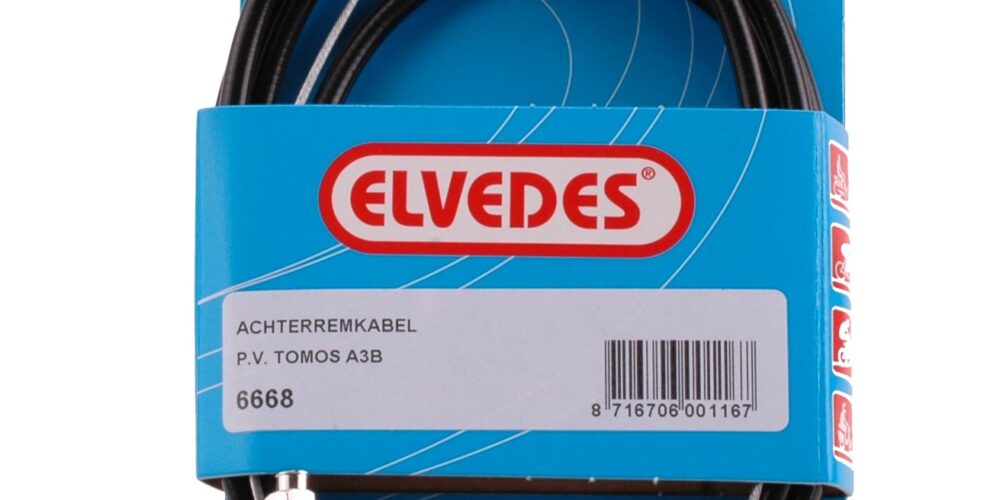 ELVEDES®
ACHTERREMKABEL
P.V. TOMOS A3B
6668
8 716706 001167